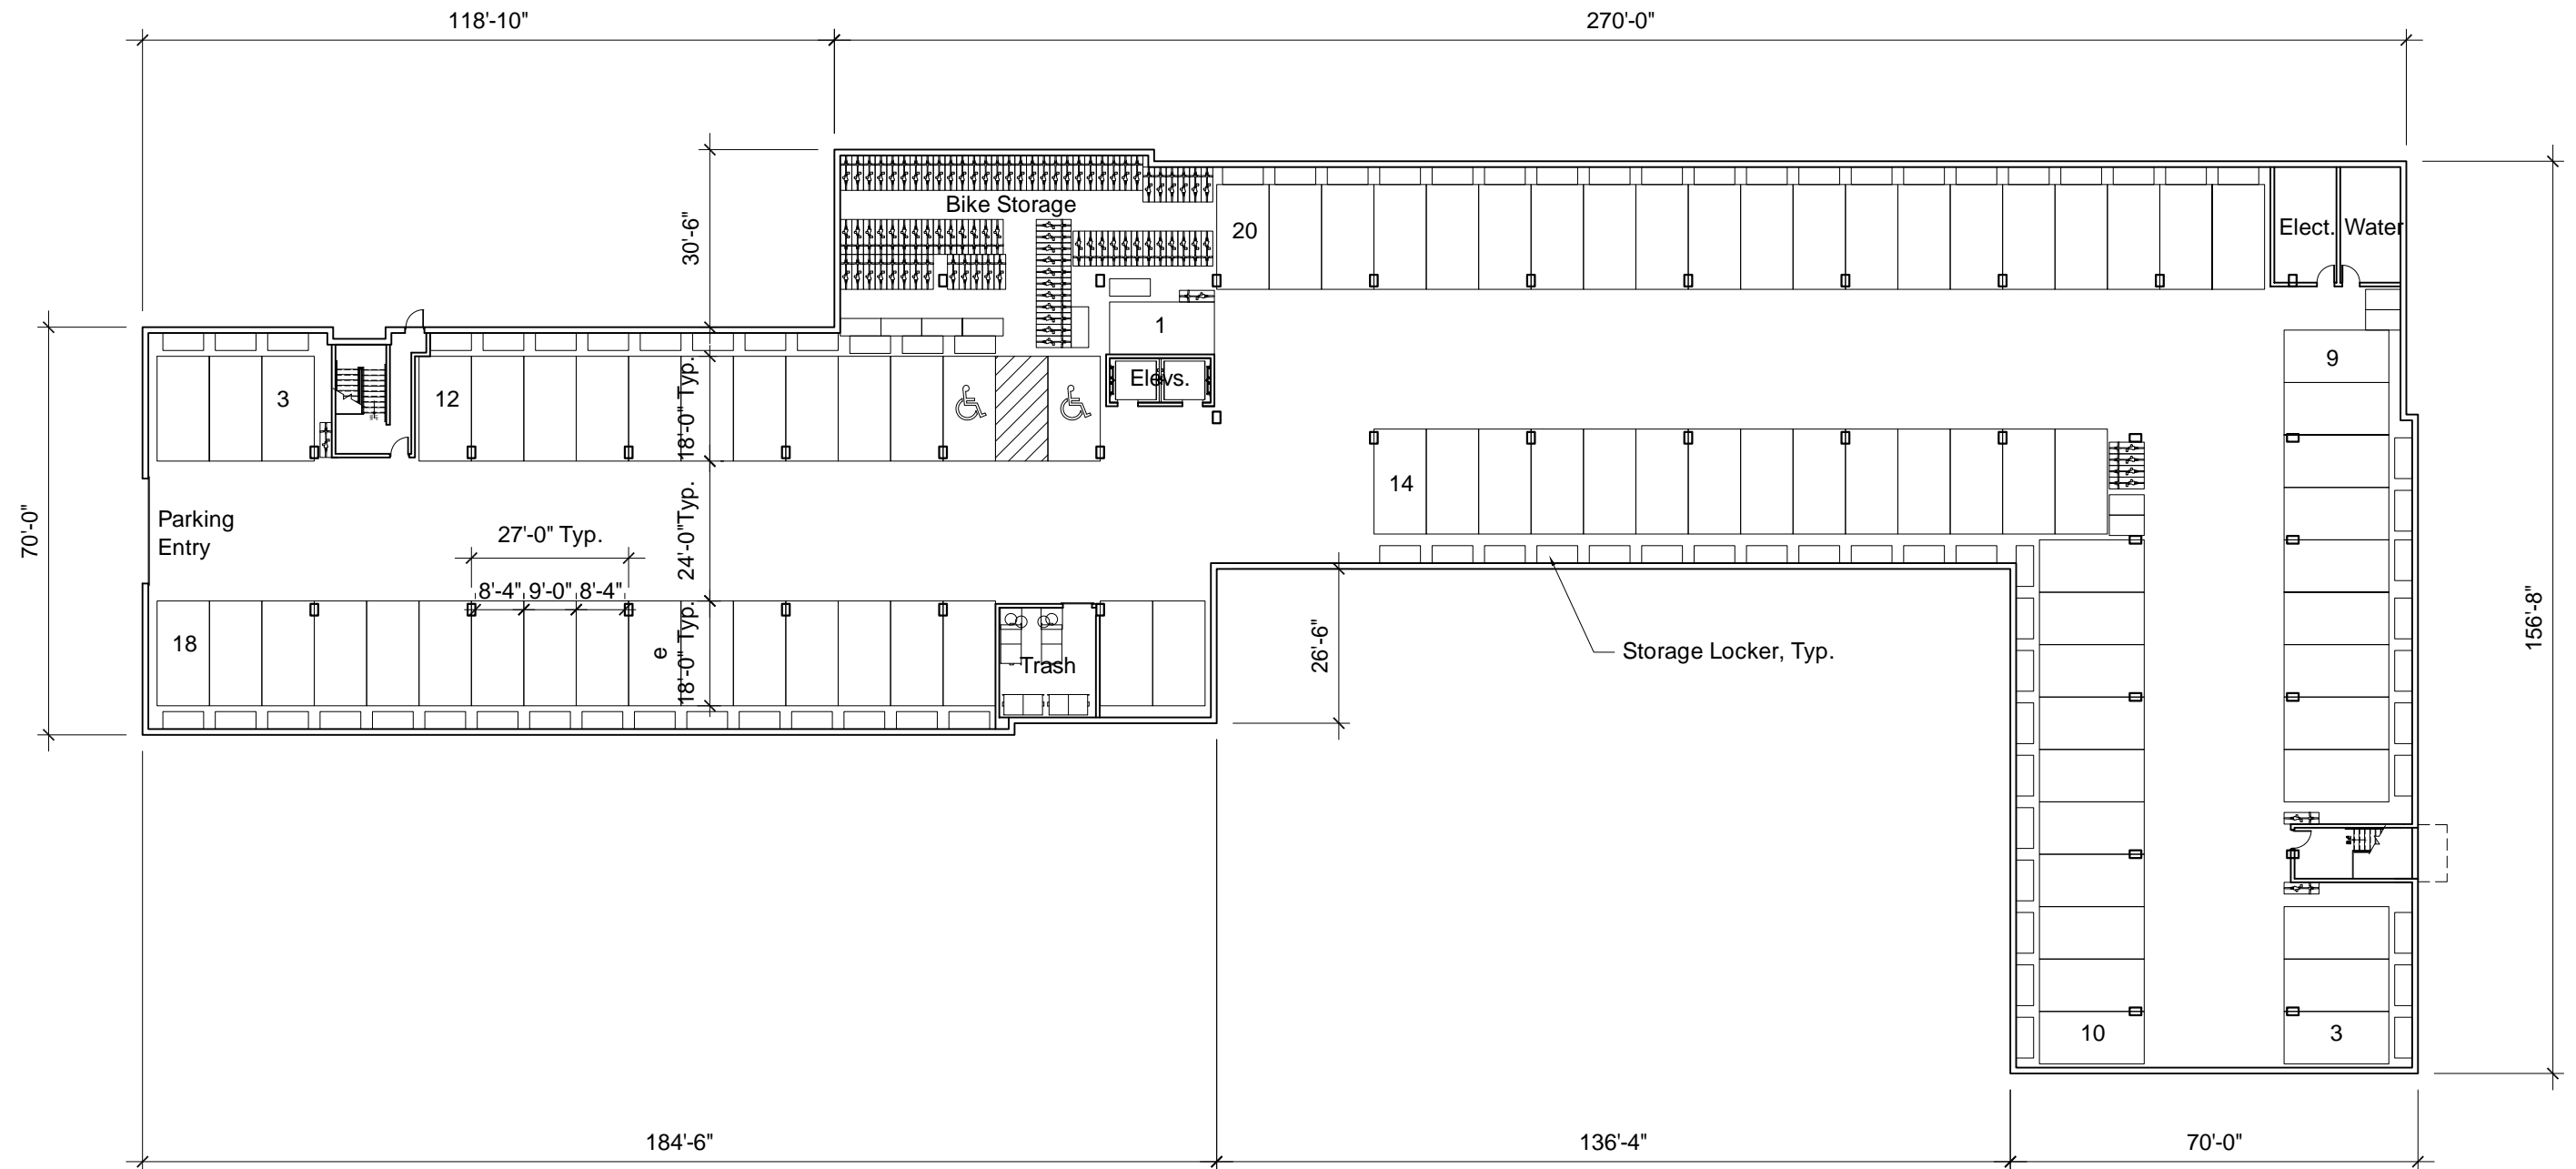 118'-10"
270'-0"
30'-6"
Bike Storage
20
Elect.
Water
1
9
Elevs.
3
12
18'-0" Typ.
14
70'-0"
Parking
Entry
27'-0" Typ.
24'-0"Typ.
8'-4"
9'-0"
8'-4"
18
e
18'-0" Typ.
Trash
26'-6"
Storage Locker, Typ.
156'-8"
10
3
184'-6"
136'-4"
70'-0"